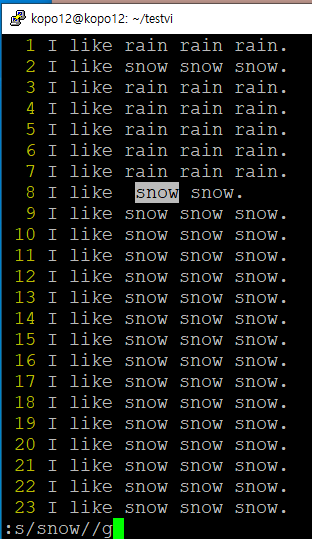 kopo12@kopo12: ~/testvi
1 I like rain rain rain.
2 I like snow snow snow.
3 I like rain rain rain.
4 I like rain rain rain.
5 I like rain rain rain.
6 I like rain rain rain.
7 I like rain rain rain.
8 I like  snow snow.
9 I like snow snow snow.
10 I like snow snow snow.
11 I like snow snow snow.
12 I like snow snow snow.
13 I like snow snow snow.
14 I like snow snow snow.
15 I like snow snow snow.
16 I like snow snow snow.
17 I like snow snow snow.
18 I like snow snow snow.
19 I like snow snow snow.
20 I like snow snow snow.
21 I like snow snow snow.
22 I like snow snow snow.
23 I like snow snow snow.
:s/snow//g